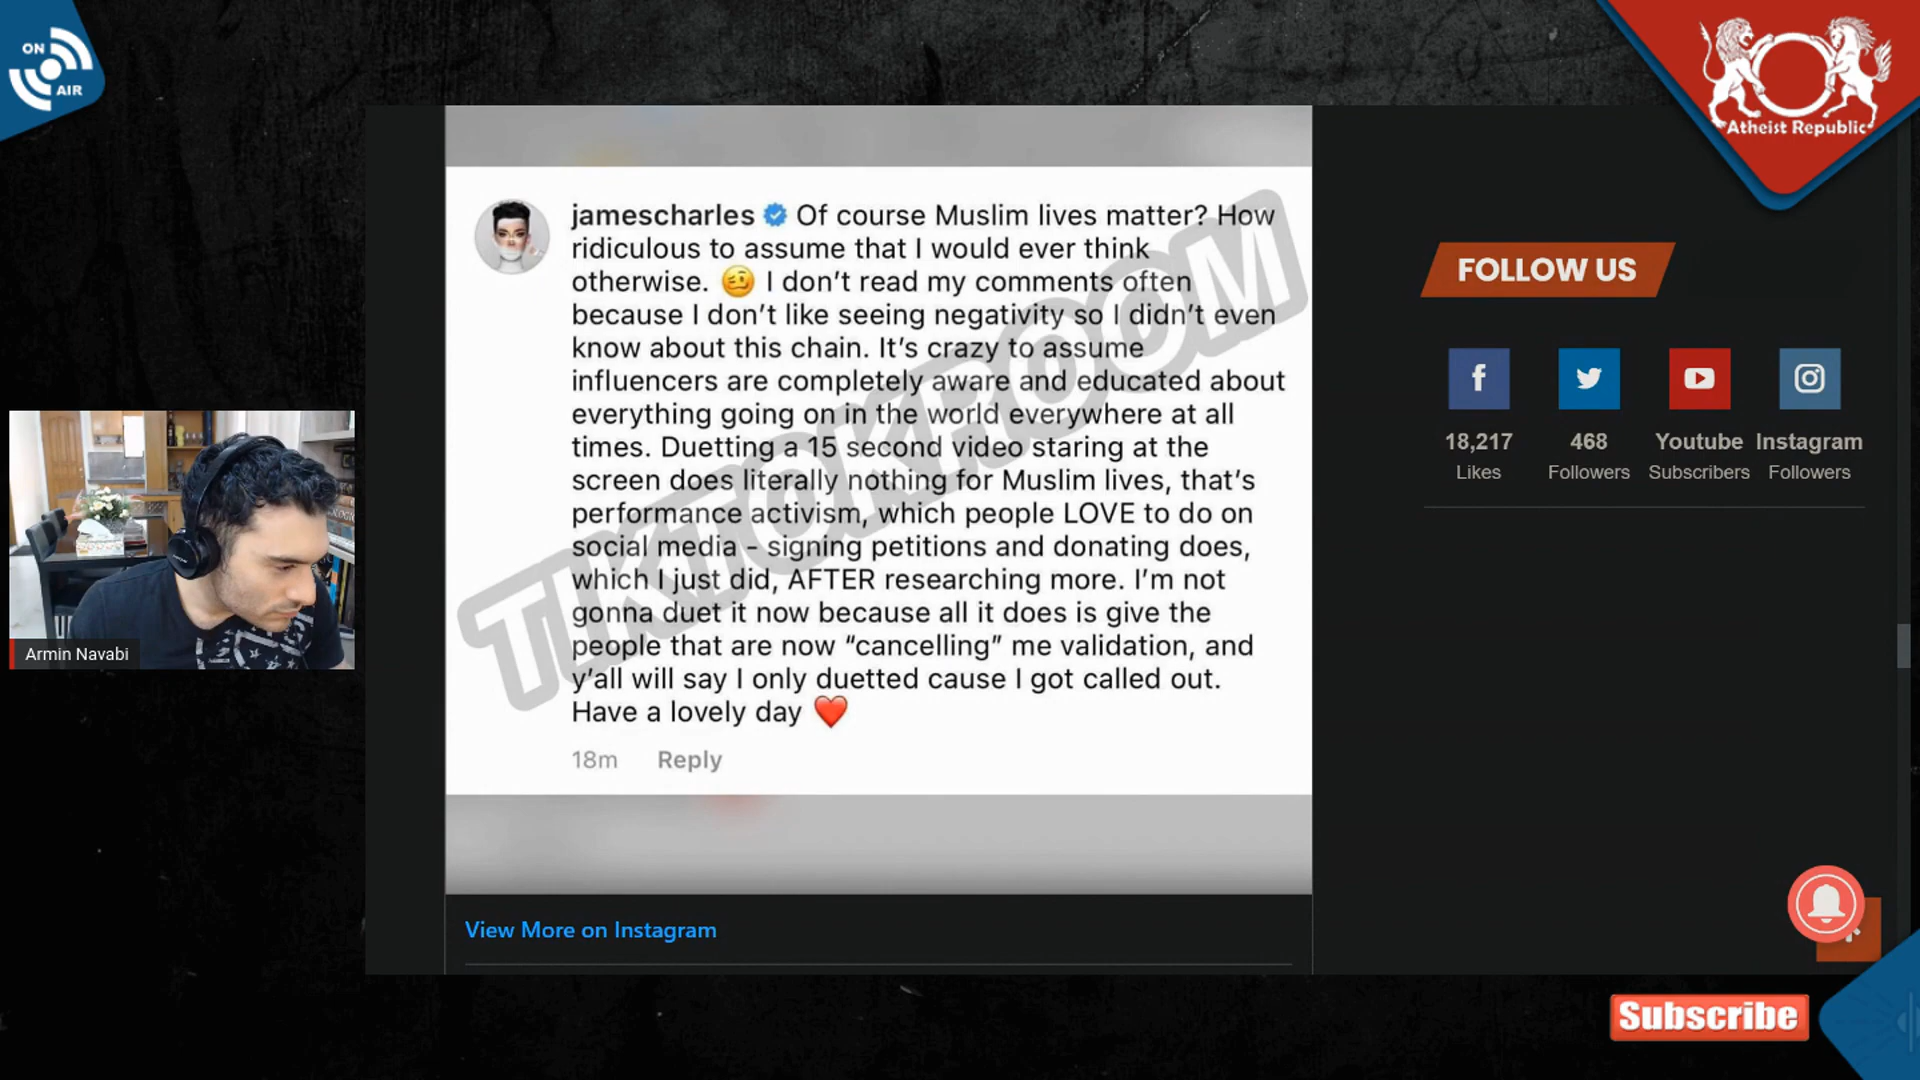 ON
AIR
Atheist Republic
jamescharles Of course Muslim lives matter? How
ridiculous to assume that I would ever think
otherwise. 🥴 I don't read my comments often
because I don't like seeing negativity so I didn't even
know about this chain. It's crazy to assume
influencers are completely aware and educated about
everything going on in the world everywhere at all
times. Duetting a 15 second video staring at the
screen does literally nothing for Muslim lives, that's
performance activism, which people LOVE to do on
social media - signing petitions and donating does,
which I just did, AFTER researching more. I'm not
gonna duet it now because all it does is give the
people that are now “cancelling” me validation, and
y'all will say I only duetted cause I got called out.
Have a lovely day ❤️
18m Reply
TIKTOKROOM
View More on Instagram
FOLLOW US
f
18,217 468 Youtube Instagram
Likes Followers Subscribers Followers
Armin Navabi
Subscribe